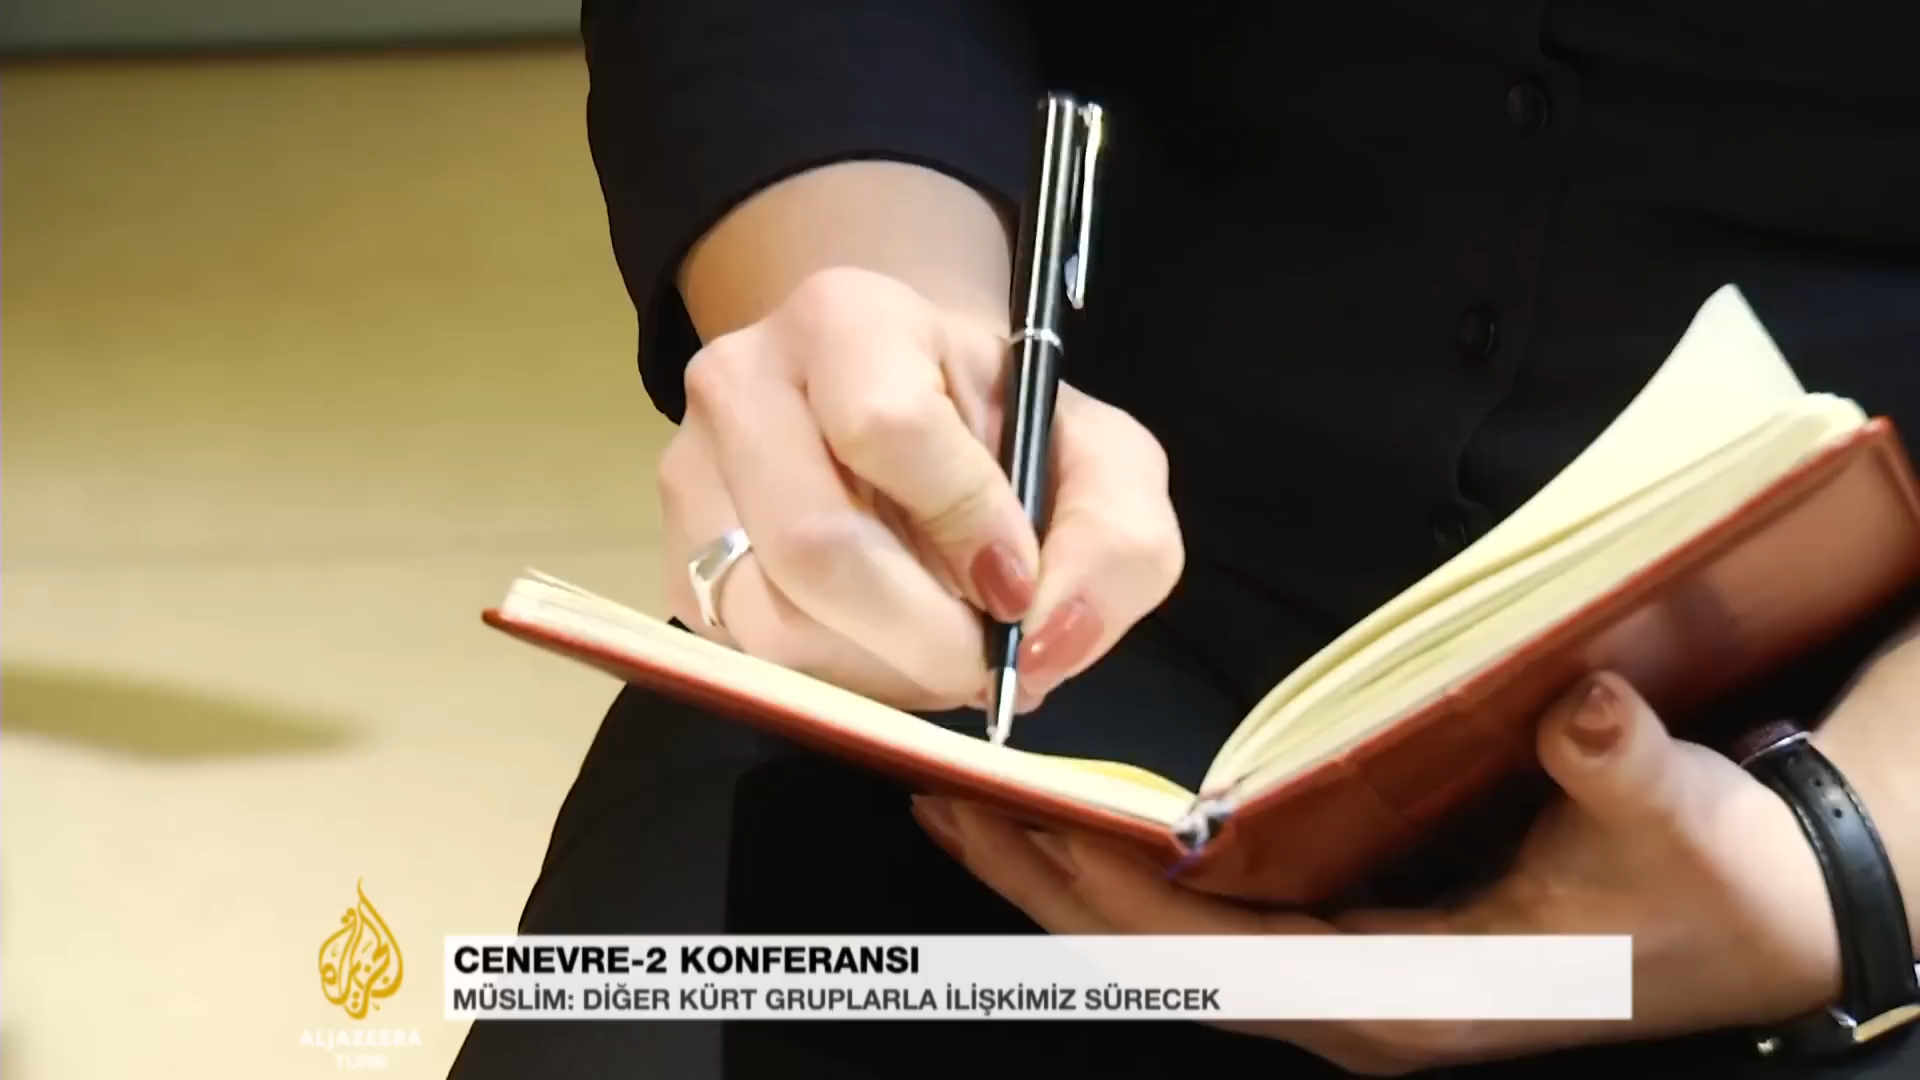 CENEVRE-2 KONFERANSI
MÜSLİM: DİĞER KÜRT GRUPLARLA İLİŞKİMİZ SÜRECEK
ALJAZEERA
TURK